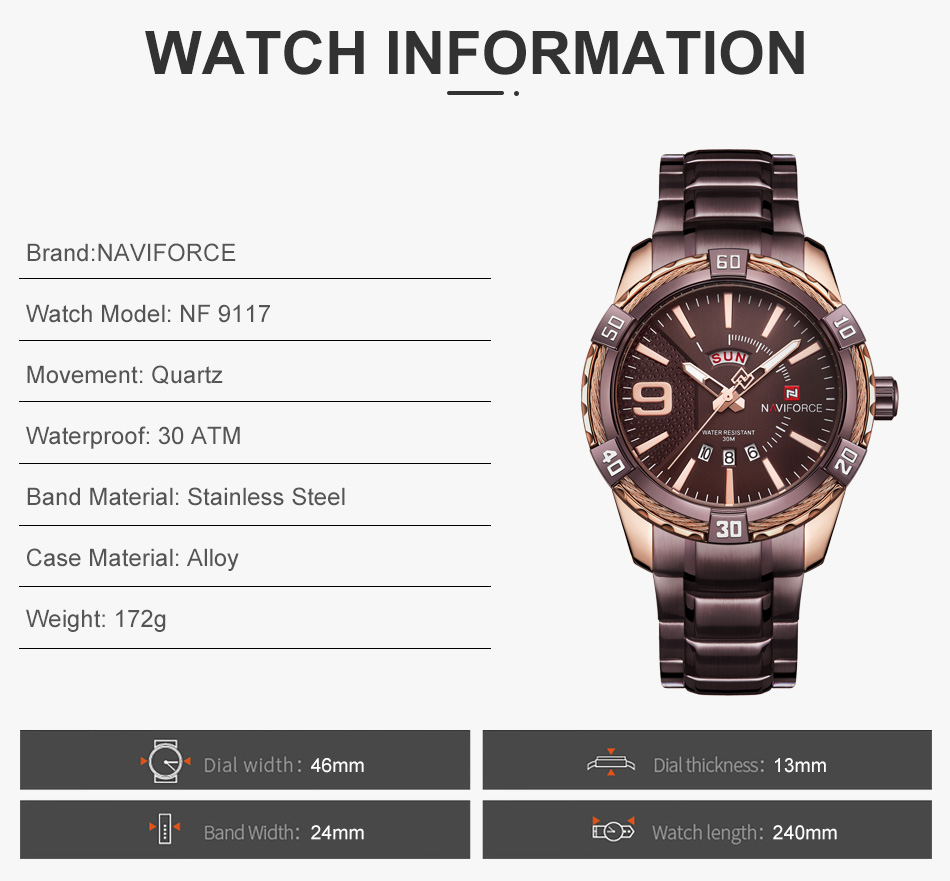 WATCH INFORMATION
Brand:NAVIFORCE
Watch Model: NF 9117
Movement: Quartz
Waterproof: 30 ATM
Band Material: Stainless Steel
Case Material: Alloy
Weight: 172g
60
50
10
SUN
9
NAVIFORCE
WATER RESISTANT
30M
10 8 6
40
20
30
Dial width: 46mm
Dial thickness: 13mm
Band Width: 24mm
Watch length: 240mm